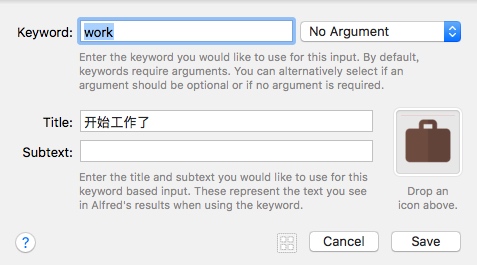 Keyword: work No Argument
Enter the keyword you would like to use for this input. By default,
keywords require arguments. You can alternatively select if an
argument should be optional or if no argument is required.
Title: 开始工作了
Subtext:
Enter the title and subtext you would like to use for this
keyword based input. These represent the text you see
in Alfred's results when using the keyword.
Drop an
icon above.
? Cancel Save